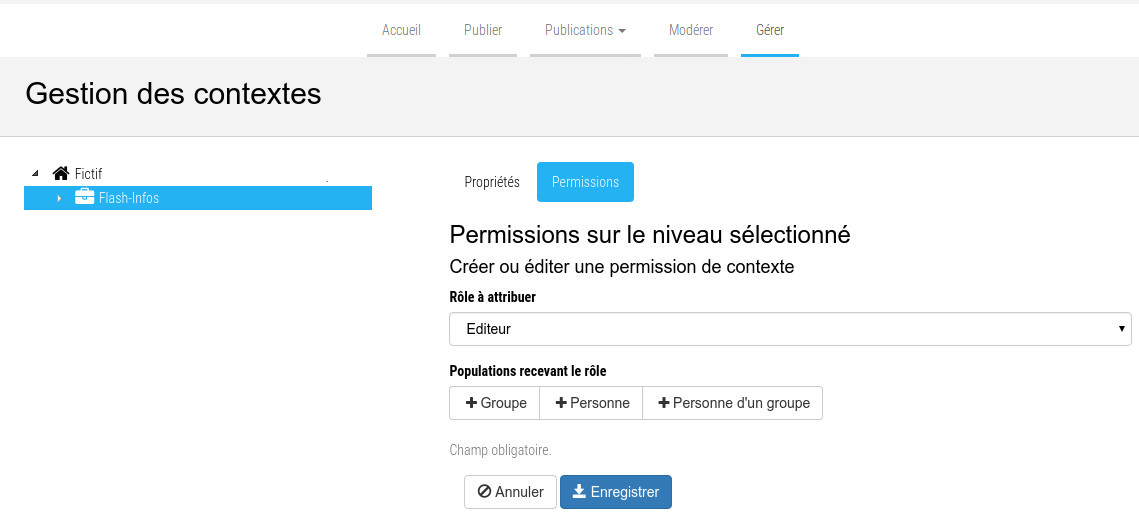 Accueil Publier Publications Modérer Gérer
Gestion des contextes
Fictif
Flash-Infos
Propriétés Permissions
Permissions sur le niveau sélectionné
Créer ou éditer une permission de contexte
Rôle à attribuer
Editeur
Populations recevant le rôle
Groupe Personne Personne d'un groupe
Champ obligatoire.
Annuler Enregistrer